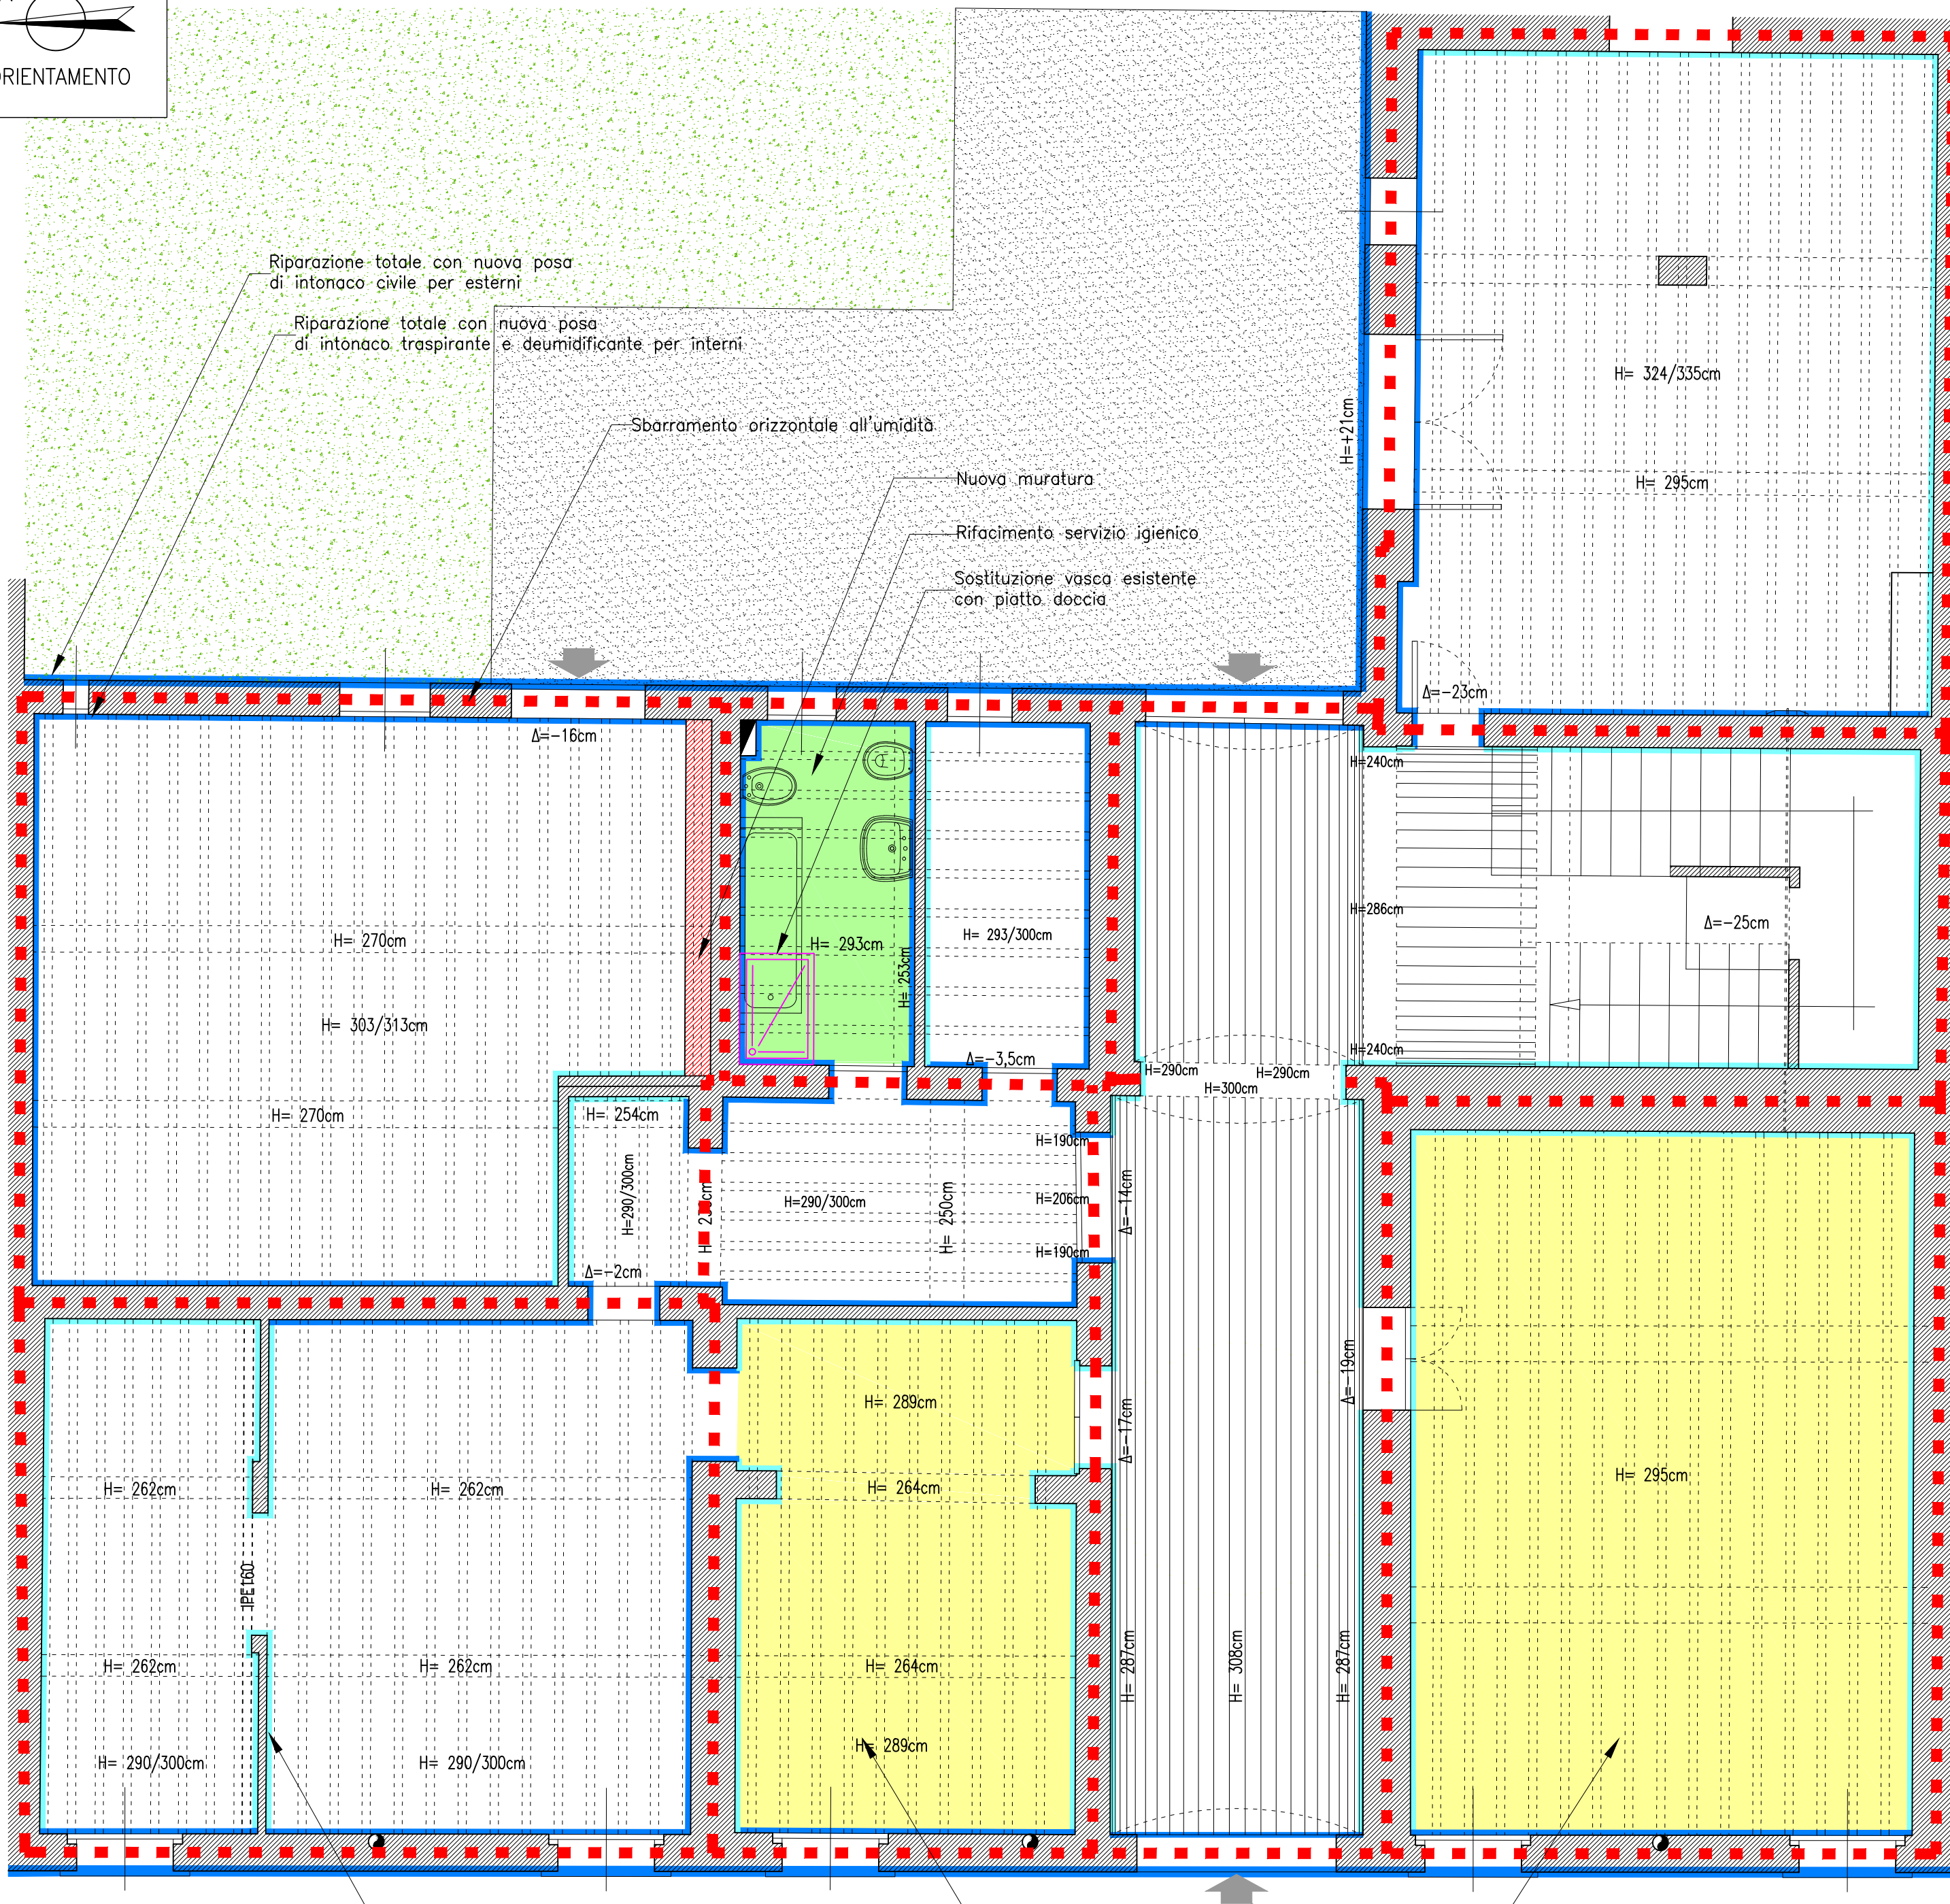 ORIENTAMENTO
Riparazione totale con nuova posa
di intonaco civile per esterni
Riparazione totale con nuova posa
di intonaco traspirante e deumidificante per interni
H= 324/335cm
Sbarramento orizzontale all'umidità
H=+21cm
Nuova muratura
H= 295cm
Rifacimento servizio igienico
Sostituzione vasca esistente
con piatto doccia
Δ=-23cm
Δ=-16cm
H=240cm
H=286cm
Δ=-25cm
H= 270cm
H= 293cm
H= 293/300cm
H= 253cm
H= 303/313cm
H=240cm
Δ=-3,5cm
H=290cm
H=290cm
H=300cm
H= 270cm
H= 254cm
H=190cm
H=290/300cm
H=290/300cm
H= 250cm
H=206cm
Δ=-14cm
H=190cm
Δ=-2cm
Δ=-19cm
H= 289cm
Δ=-17cm
H= 262cm
H= 262cm
H= 264cm
H= 295cm
IPE160
H= 262cm
H= 262cm
H= 264cm
H= 287cm
H= 308cm
H= 287cm
H= 289cm
H= 290/300cm
H= 290/300cm